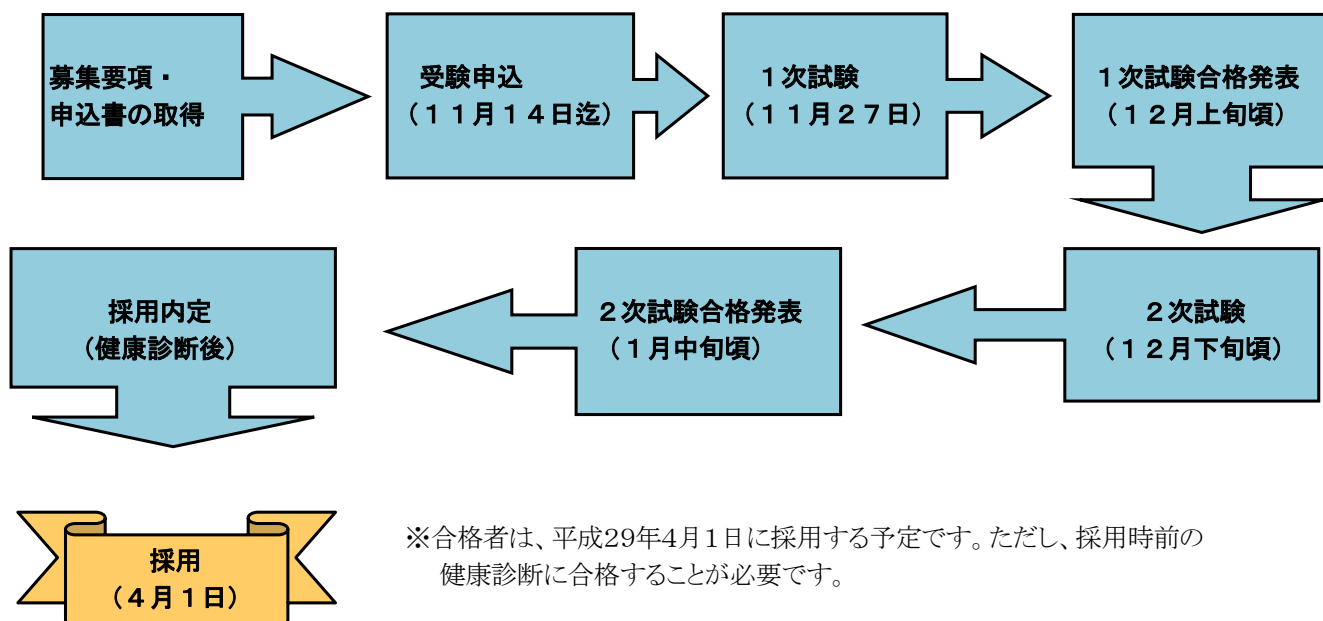 募集要項・
申込書の取得
受験申込
（１１月１４日迄）
１次試験
（１１月２７日）
１次試験合格発表
（１２月上旬頃）
２次試験
（１２月下旬頃）
２次試験合格発表
（１月中旬頃）
採用内定
（健康診断後）
採用
（４月１日）
※合格者は、平成29年4月1日に採用する予定です。ただし、採用時前の
健康診断に合格することが必要です。